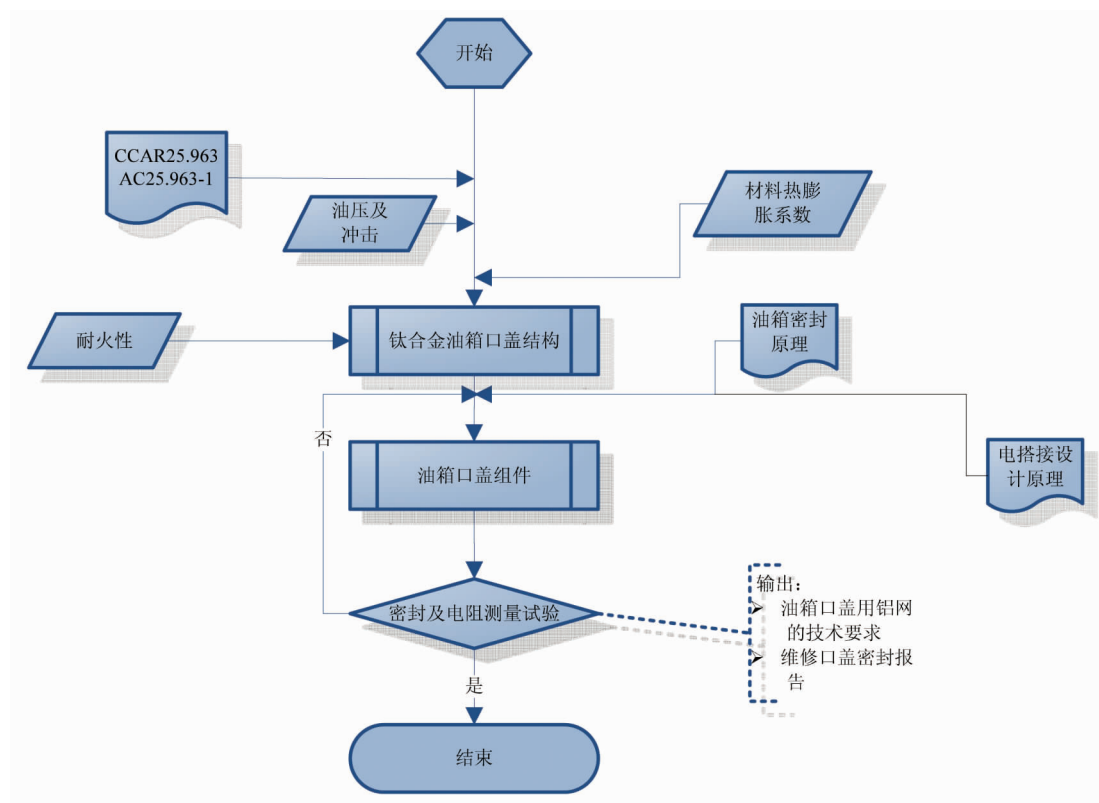 开始
CCAR25.963
AC25.963-1
油压及
冲击
材料热膨
胀系数
耐火性
钛合金油箱口盖结构
油箱密封
原理
否
油箱口盖组件
电搭接设
计原理
密封及电阻测量试验
输出：
➢ 油箱口盖用铝网
的技术要求
➢ 维修口盖密封报
告
是
结束